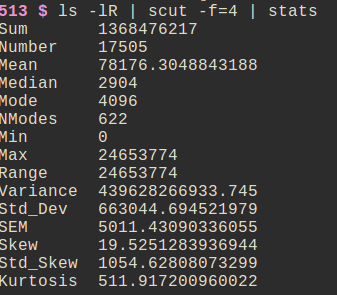 513 $ ls -lR | scut -f=4 | stats
Sum 1368476217
Number 17505
Mean 78176.3048843188
Median 2904
Mode 4096
NModes 622
Min 0
Max 24653774
Range 24653774
Variance 439628266933.745
Std_Dev 663044.694521979
SEM 5011.43090336055
Skew 19.5251283936944
Std_Skew 1054.62808073299
Kurtosis 511.917200960022